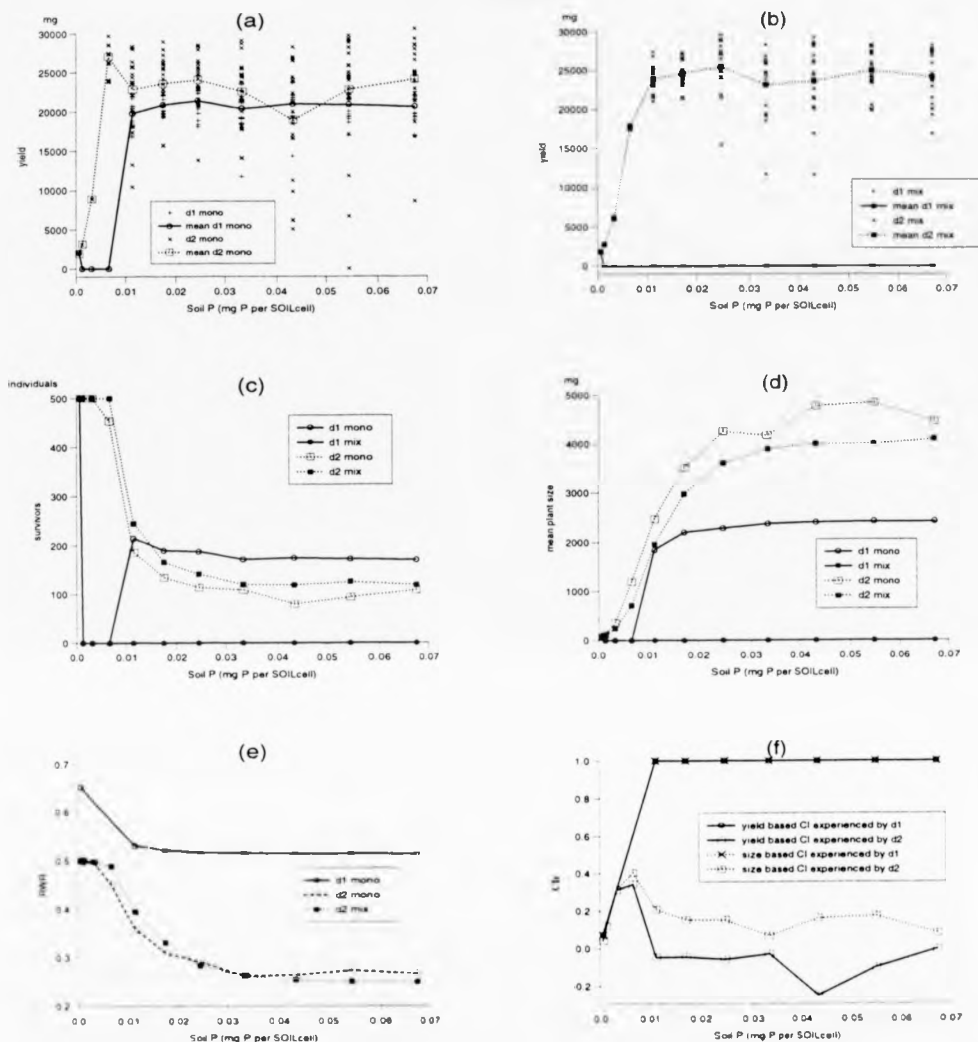 (a)
mg
30000
25000
20000
15000
10000
5000
0
yield
d1 mono
mean d1 mono
d2 mono
mean d2 mono
0.0 0.01 0.02 0.03 0.04 0.05 0.06 0.07
Soil P (mg P per SOILcell)
(b)
mg
30000
25000
20000
15000
10000
5000
0
yield
d1 mix
mean d1 mix
d2 mix
mean d2 mix
0.0 0.01 0.02 0.03 0.04 0.05 0.06 0.07
Soil P (mg P per SOILcell)
(c)
individuals
500
400
300
200
100
0
survivors
d1 mono
d1 mix
d2 mono
d2 mix
0.0 0.01 0.02 0.03 0.04 0.05 0.06 0.07
Soil P (mg P per SOILcell)
(d)
mg
5000
4000
3000
2000
1000
0
mean plant size
d1 mono
d1 mix
d2 mono
d2 mix
0.0 0.01 0.02 0.03 0.04 0.05 0.06 0.07
Soil P (mg P per SOILcell)
(e)
0.7
0.6
0.5
0.4
0.3
0.2
RWR
d1 mono
d2 mono
d2 mix
0.0 0.01 0.02 0.03 0.04 0.05 0.06 0.07
Soil P (mg P per SOILcell)
(f)
1.0
0.8
0.6
0.4
0.2
0.0
0.2
yield based CI experienced by d1
yield based CI experienced by d2
size based CI experienced by d1
size based CI experienced by d2
0.0 0.01 0.02 0.03 0.04 0.05 0.06 0.07
Soil P (mg P per SOILcell)